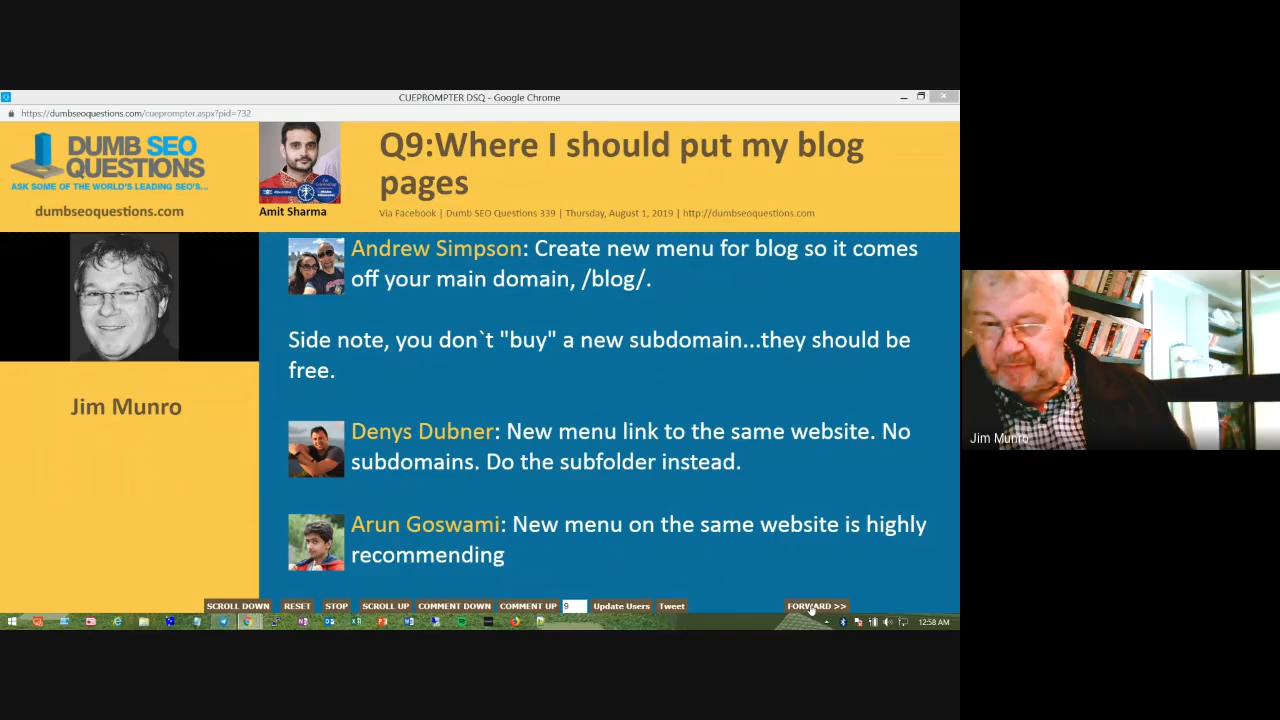 CUEPROMPTER DSQ - Google Chrome
https://dumbseoquestions.com/cueprompter.aspx?pid=732
DUMB SEO
QUESTIONS
ASK SOME OF THE WORLD'S LEADING SEO'S...
dumbseoquestions.com
Amit Sharma
Q9:Where I should put my blog
pages
Via Facebook | Dumb SEO Questions 339 | Thursday, August 1, 2019 | http://dumbseoquestions.com
Jim Munro
Andrew Simpson: Create new menu for blog so it comes
off your main domain, /blog/.
Side note, you don`t "buy" a new subdomain...they should be
free.
Denys Dubner: New menu link to the same website. No
subdomains. Do the subfolder instead.
Arun Goswami: New menu on the same website is highly
recommending
SCROLL DOWN RESET STOP SCROLL UP COMMENT DOWN COMMENT UP 9 Update Users Tweet FORWARD >>
12:58 AM
Jim Munro